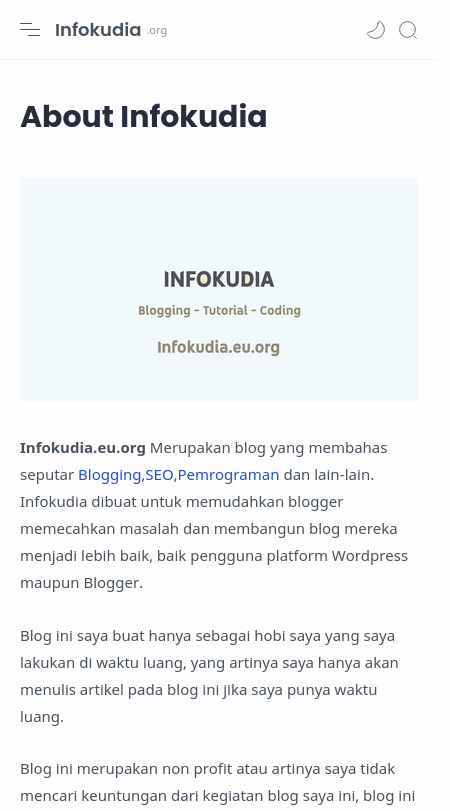 Infokudia .org
About Infokudia
INFOKUDIA
Blogging - Tutorial - Coding
Infokudia.eu.org
Infokudia.eu.org Merupakan blog yang membahas
seputar Blogging,SEO,Pemrograman dan lain-lain.
Infokudia dibuat untuk memudahkan blogger
memecahkan masalah dan membangun blog mereka
menjadi lebih baik, baik pengguna platform Wordpress
maupun Blogger.
Blog ini saya buat hanya sebagai hobi saya yang saya
lakukan di waktu luang, yang artinya saya hanya akan
menulis artikel pada blog ini jika saya punya waktu
luang.
Blog ini merupakan non profit atau artinya saya tidak
mencari keuntungan dari kegiatan blog saya ini, blog ini